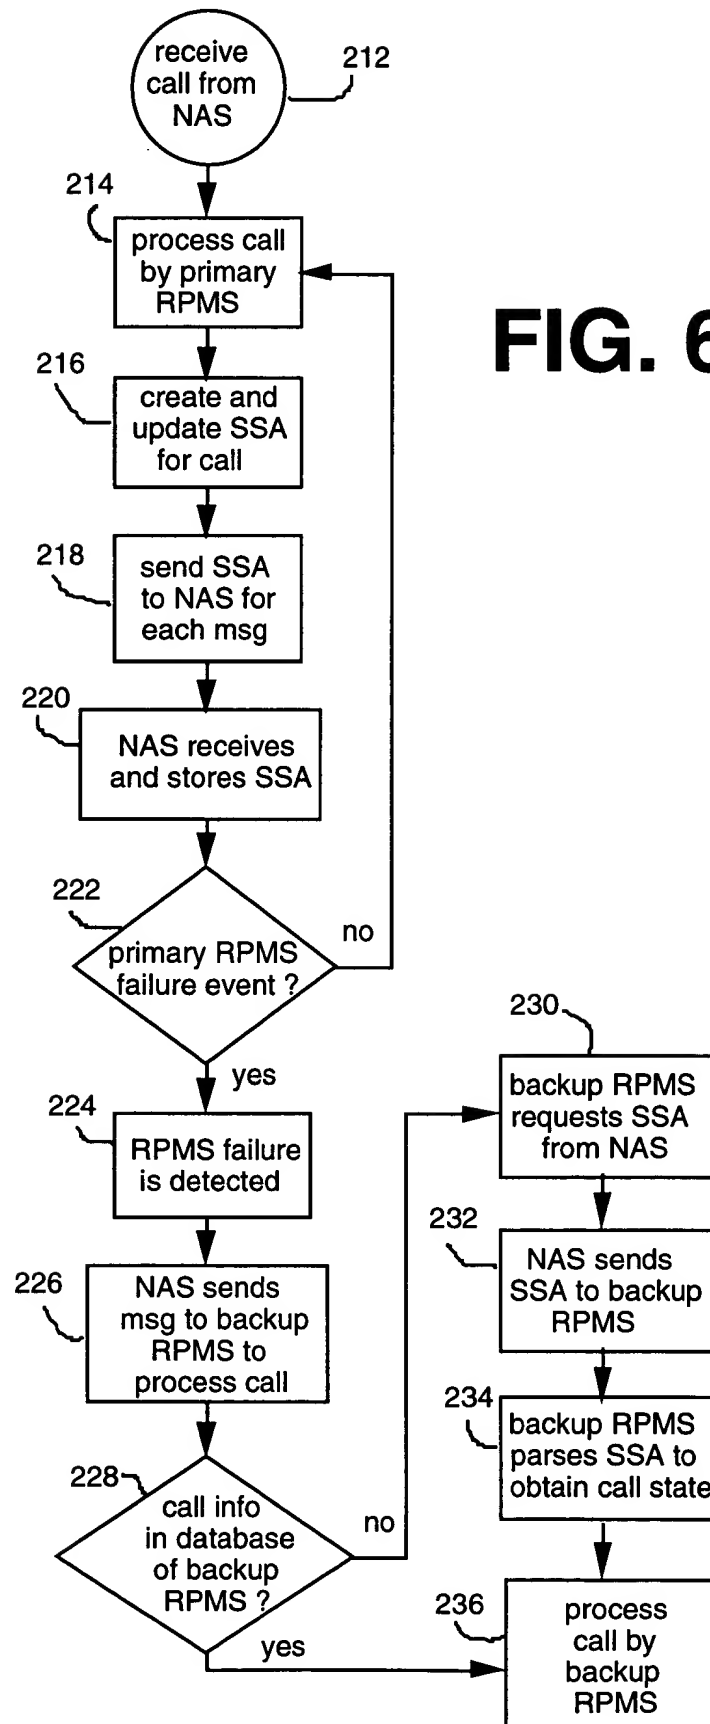 receive
call from
NAS
212
214
process call
by primary
RPMS
FIG. 6
216
create and
update SSA
for call
218
send SSA
to NAS for
each msg
220
NAS receives
and stores SSA
222
primary RPMS
failure event ?
no
yes
224
RPMS failure
is detected
226
NAS sends
msg to backup
RPMS to
process call
228
call info
in database
of backup
RPMS ?
no
yes
230
backup RPMS
requests SSA
from NAS
232
NAS sends
SSA to backup
RPMS
234
backup RPMS
parses SSA to
obtain call state
236
process
call by
backup
RPMS